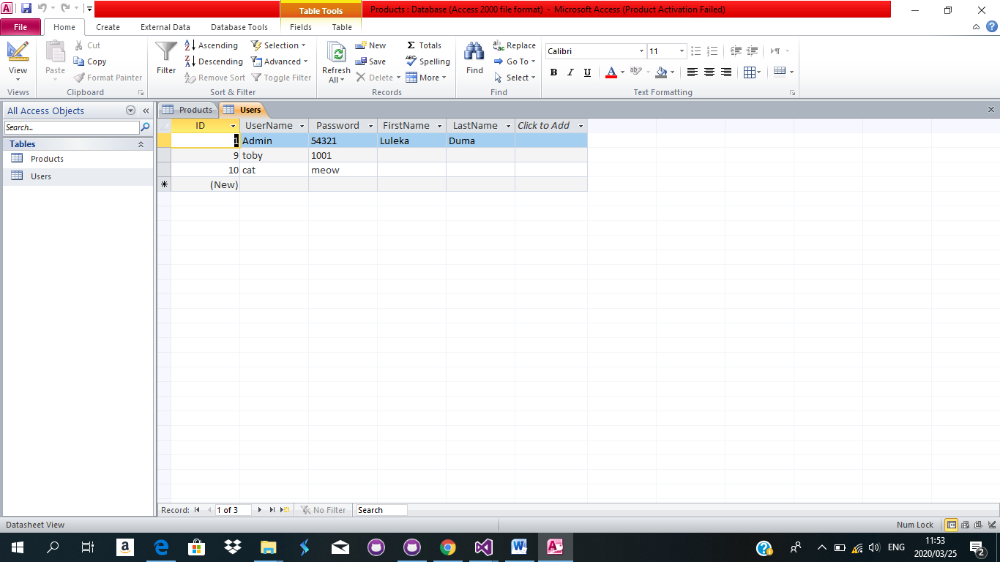 Table Tools
Products : Database (Access 2000 file format) - Microsoft Access (Product Activation Failed)
File Home Create External Data Database Tools Fields Table
View
Views
Paste
Cut
Copy
Format Painter
Clipboard
Filter
Ascending
Descending
Remove Sort
Selection
Advanced
Toggle Filter
Sort & Filter
Refresh
All
New
Save
Delete
Totals
Spelling
More
Records
Find
Replace
Go To
Select
Find
Calibri 11
B I U A ab
Text Formatting
All Access Objects
Search...
Tables
Products
Users
Products Users
ID UserName Password FirstName LastName Click to Add
1 Admin 54321 Luleka Duma
9 toby 1001
10 cat meow
(New)
Record: 1 of 3 No Filter Search
Datasheet View Num Lock
ENG
11:53
2020/03/25
2